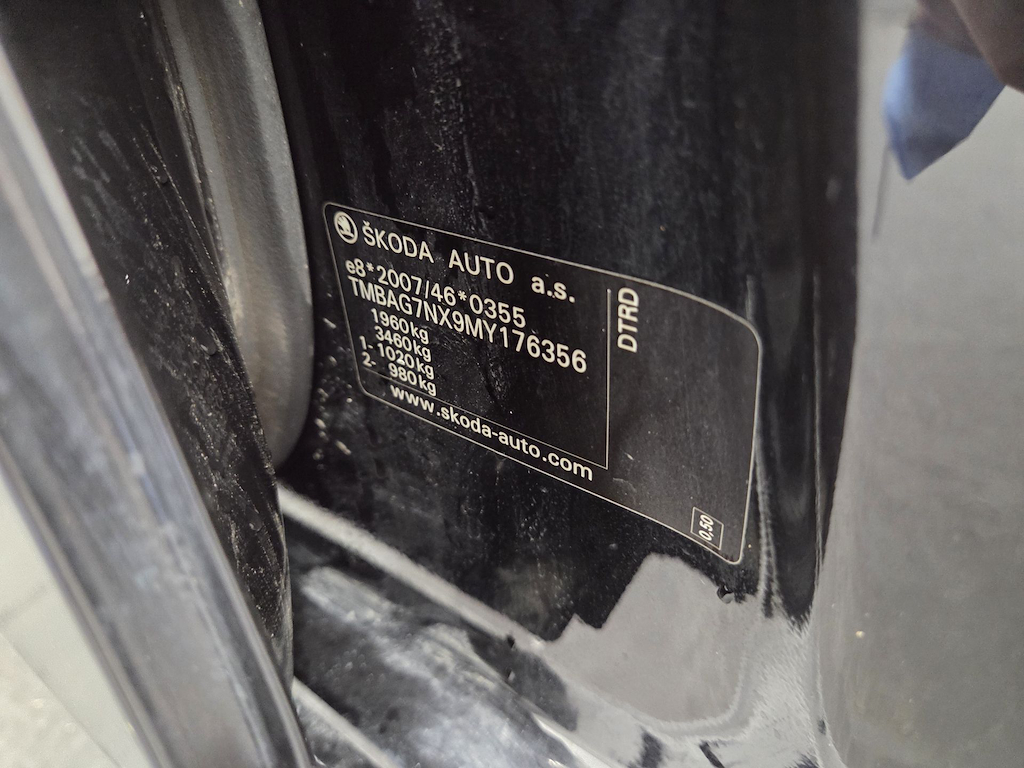 ŠKODA AUTO a.s.
e8*2007/46*0355
TMBAG7NX9MY176356
1960kg
3460kg
1- 1020kg
2- 980kg
www.skoda-auto.com
DTRD
0.50